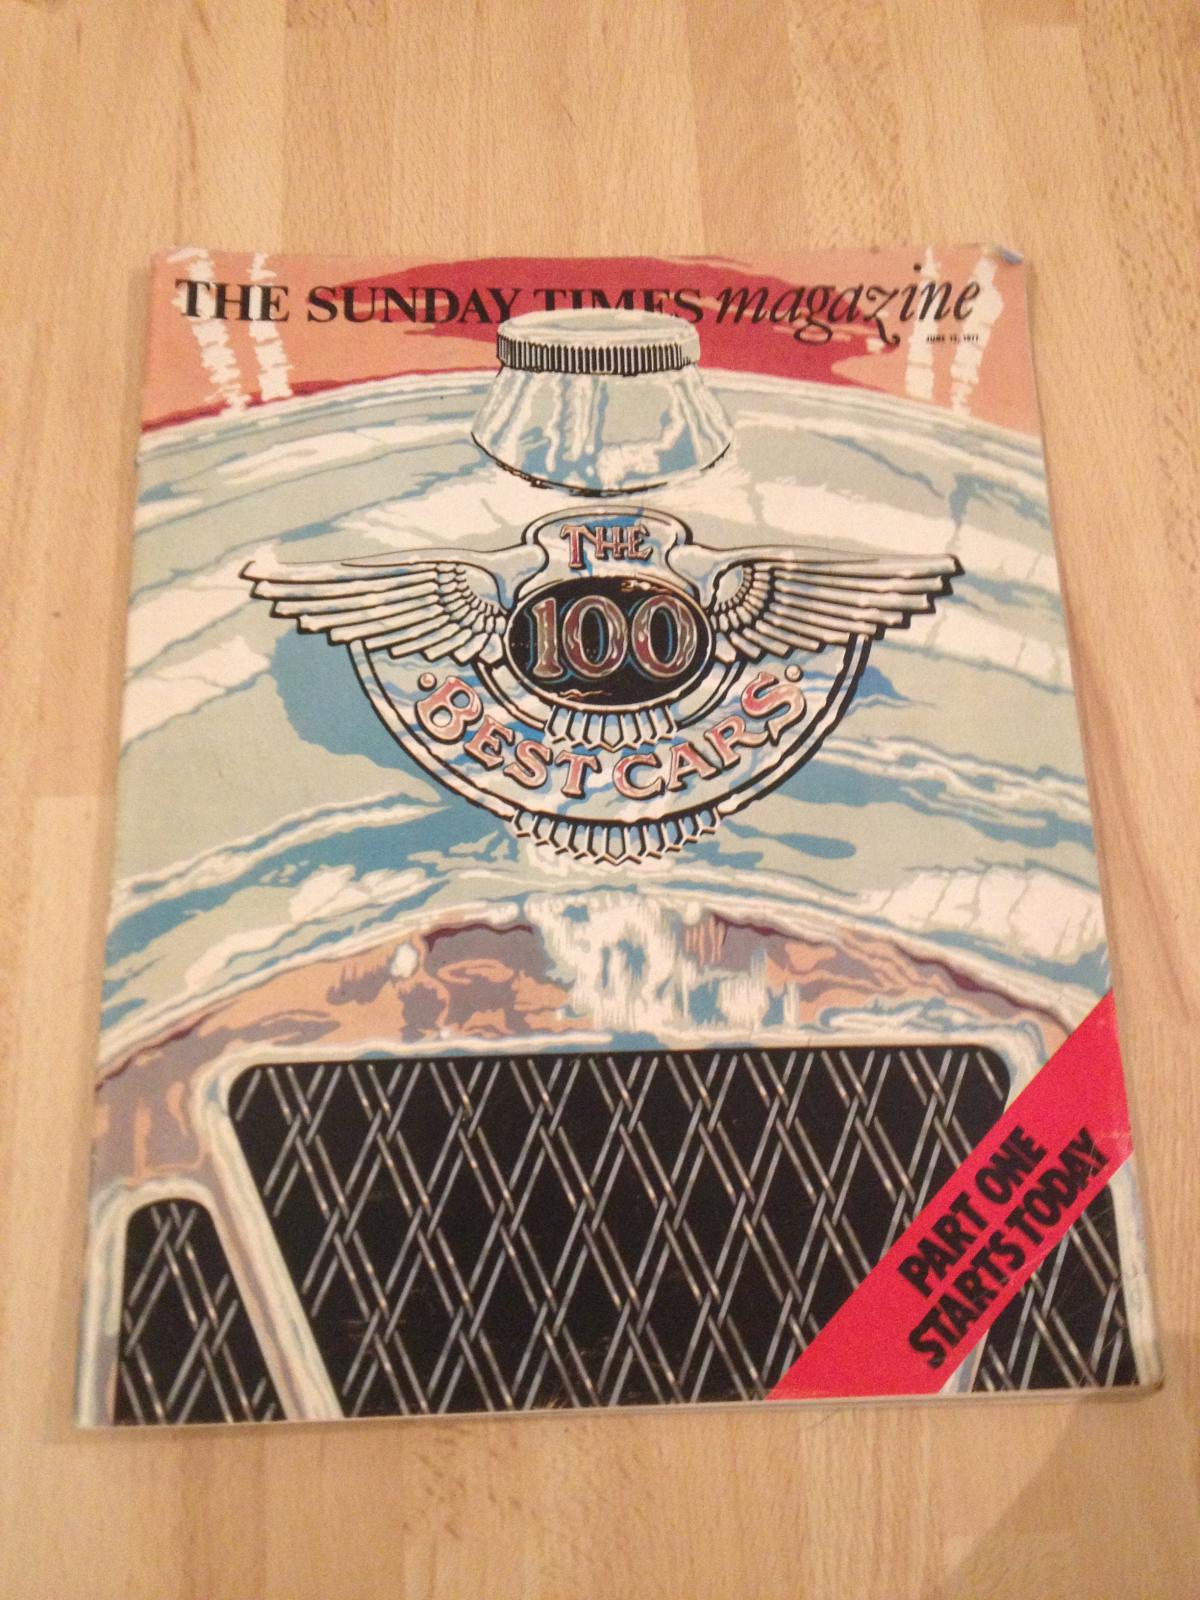 THE SUNDAY TIMES magazine
THE
100
BEST CARS
PART ONE
STARTS TODAY